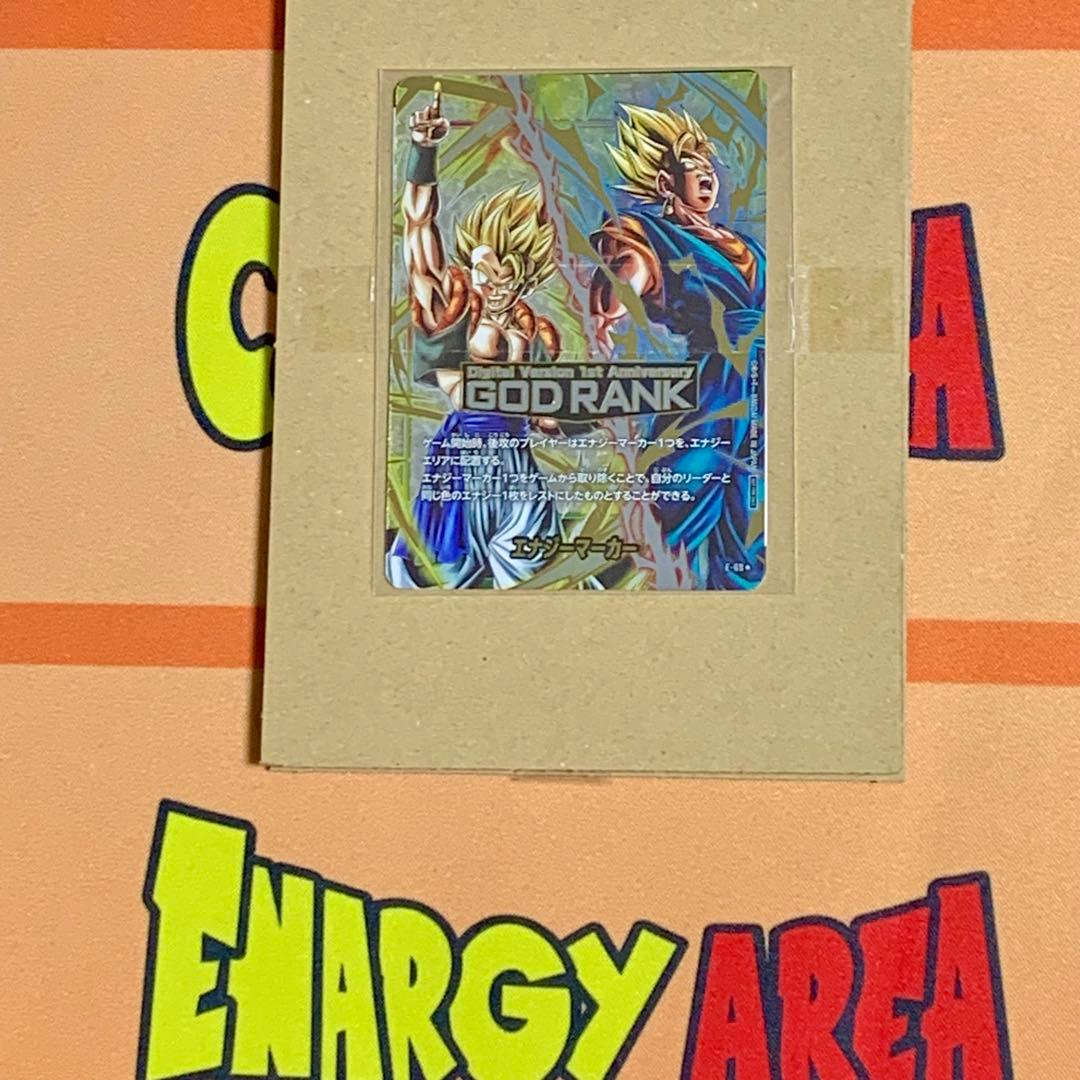 C A
Digital Version 1st Anniversary
GOD RANK
ゲーム開始時、後攻のプレイヤーはエナジーマーカー1つを、エナジー
エリアに配置する。
エナジーマーカー1つをゲームから取り除くことで、自分のリーダーと
同じ色のエナジー1枚をレストにしたものとすることができる。
エナジーマーカー
E-69
ENARGY AREA